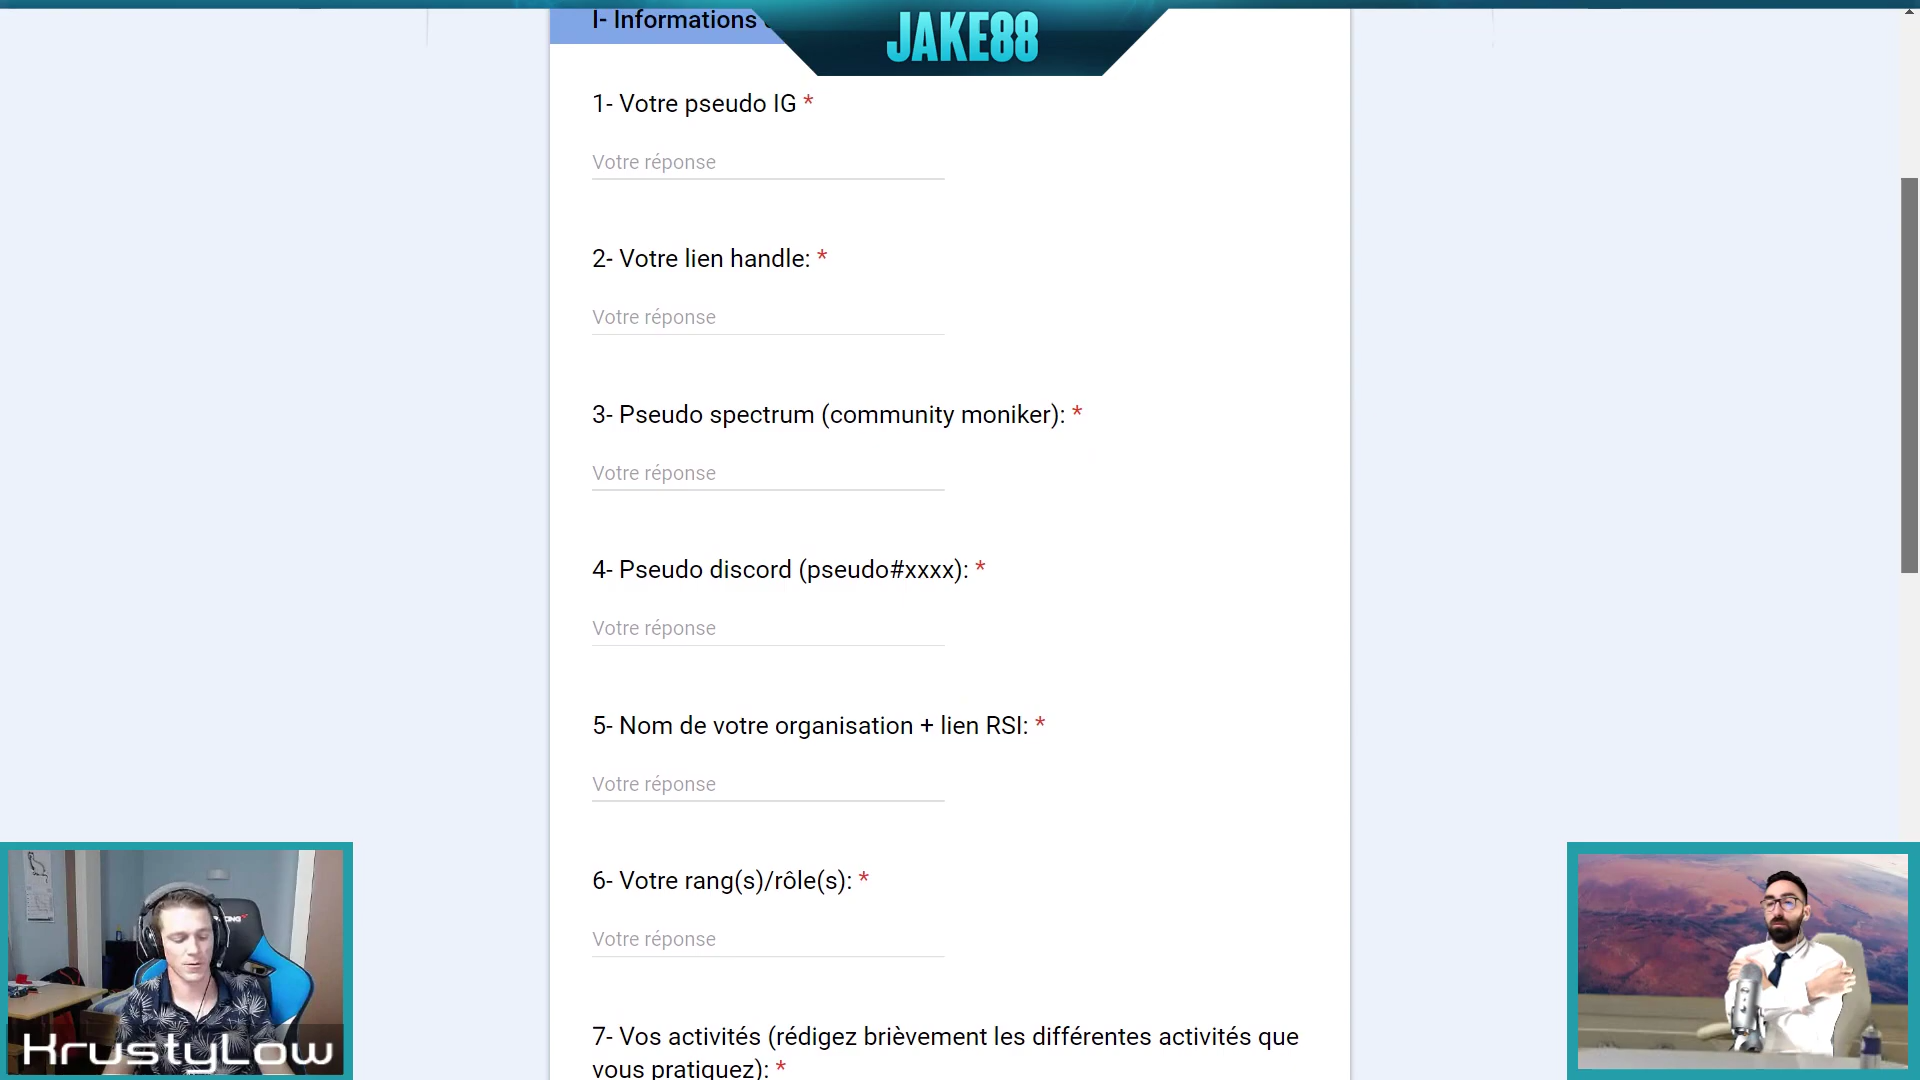 I- Informations
JAKE88
1- Votre pseudo IG *
Votre réponse
2- Votre lien handle: *
Votre réponse
3- Pseudo spectrum (community moniker): *
Votre réponse
4- Pseudo discord (pseudo#xxxx): *
Votre réponse
5- Nom de votre organisation + lien RSI: *
Votre réponse
6- Votre rang(s)/rôle(s): *
Votre réponse
7- Vos activités (rédigez brièvement les différentes activités que
vous pratiquez): *
KrustyLow